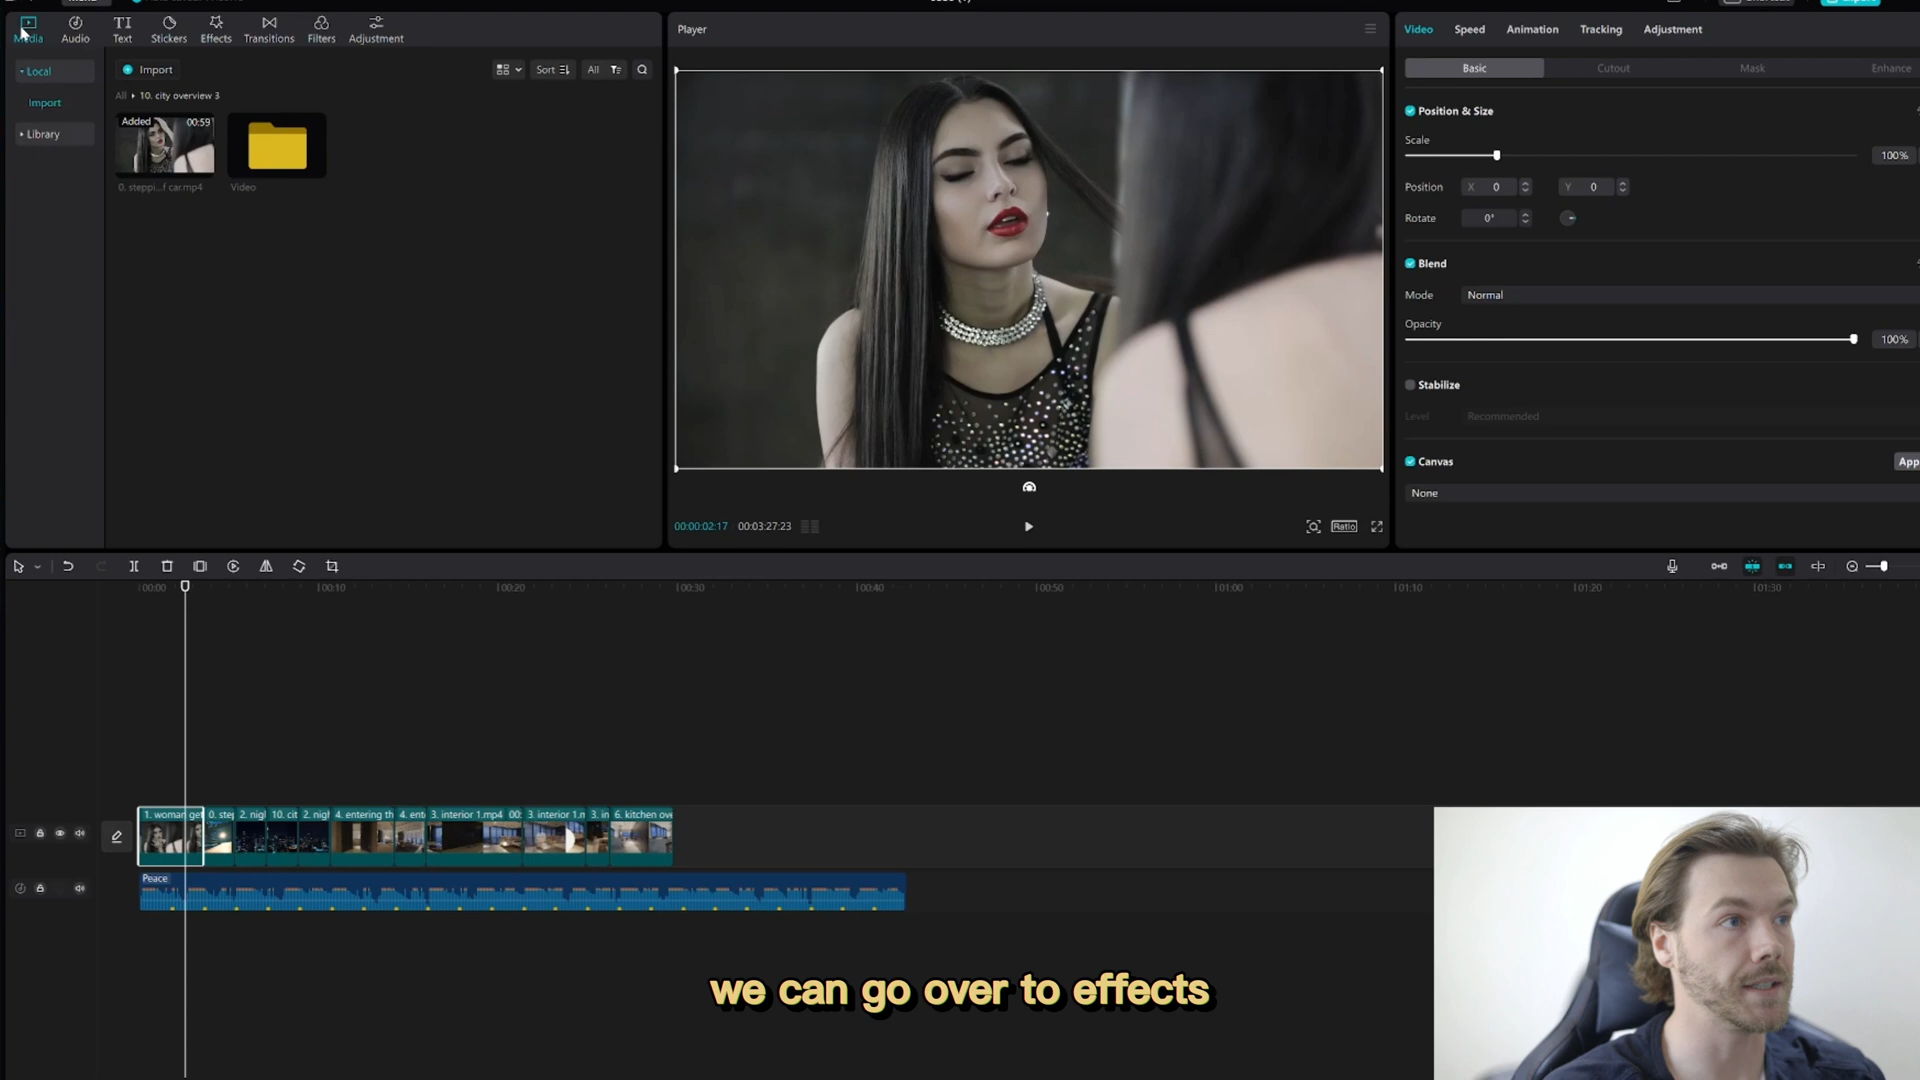 Media
Audio
Text
Stickers
Effects
Transitions
Filters
Adjustment
Local
Import
Library
Import
Sort
All
All ▸ 10. city overview 3
Added 00:59
0. steppi...f car.mp4
Video
Player
00:00:02:17 00:03:27:23
Ratio
Video Speed Animation Tracking Adjustment
Basic Cutout Mask Enhance
Position & Size
Scale
100%
Position X 0 Y 0
Rotate 0°
Blend
Mode Normal
Opacity
100%
Stabilize
Level Recommended
Canvas
App
None
00:00 00:10 00:20 00:30 00:40 00:50 01:00 01:10 01:20 01:30
1. woman get 0. step 2. nigl 10. cit 2. nigl 4. entering th 4. ent 3. interior 1.mp4 00: 3. interior 1.n 3. in 6. kitchen ove
Peace
we can go over to effects